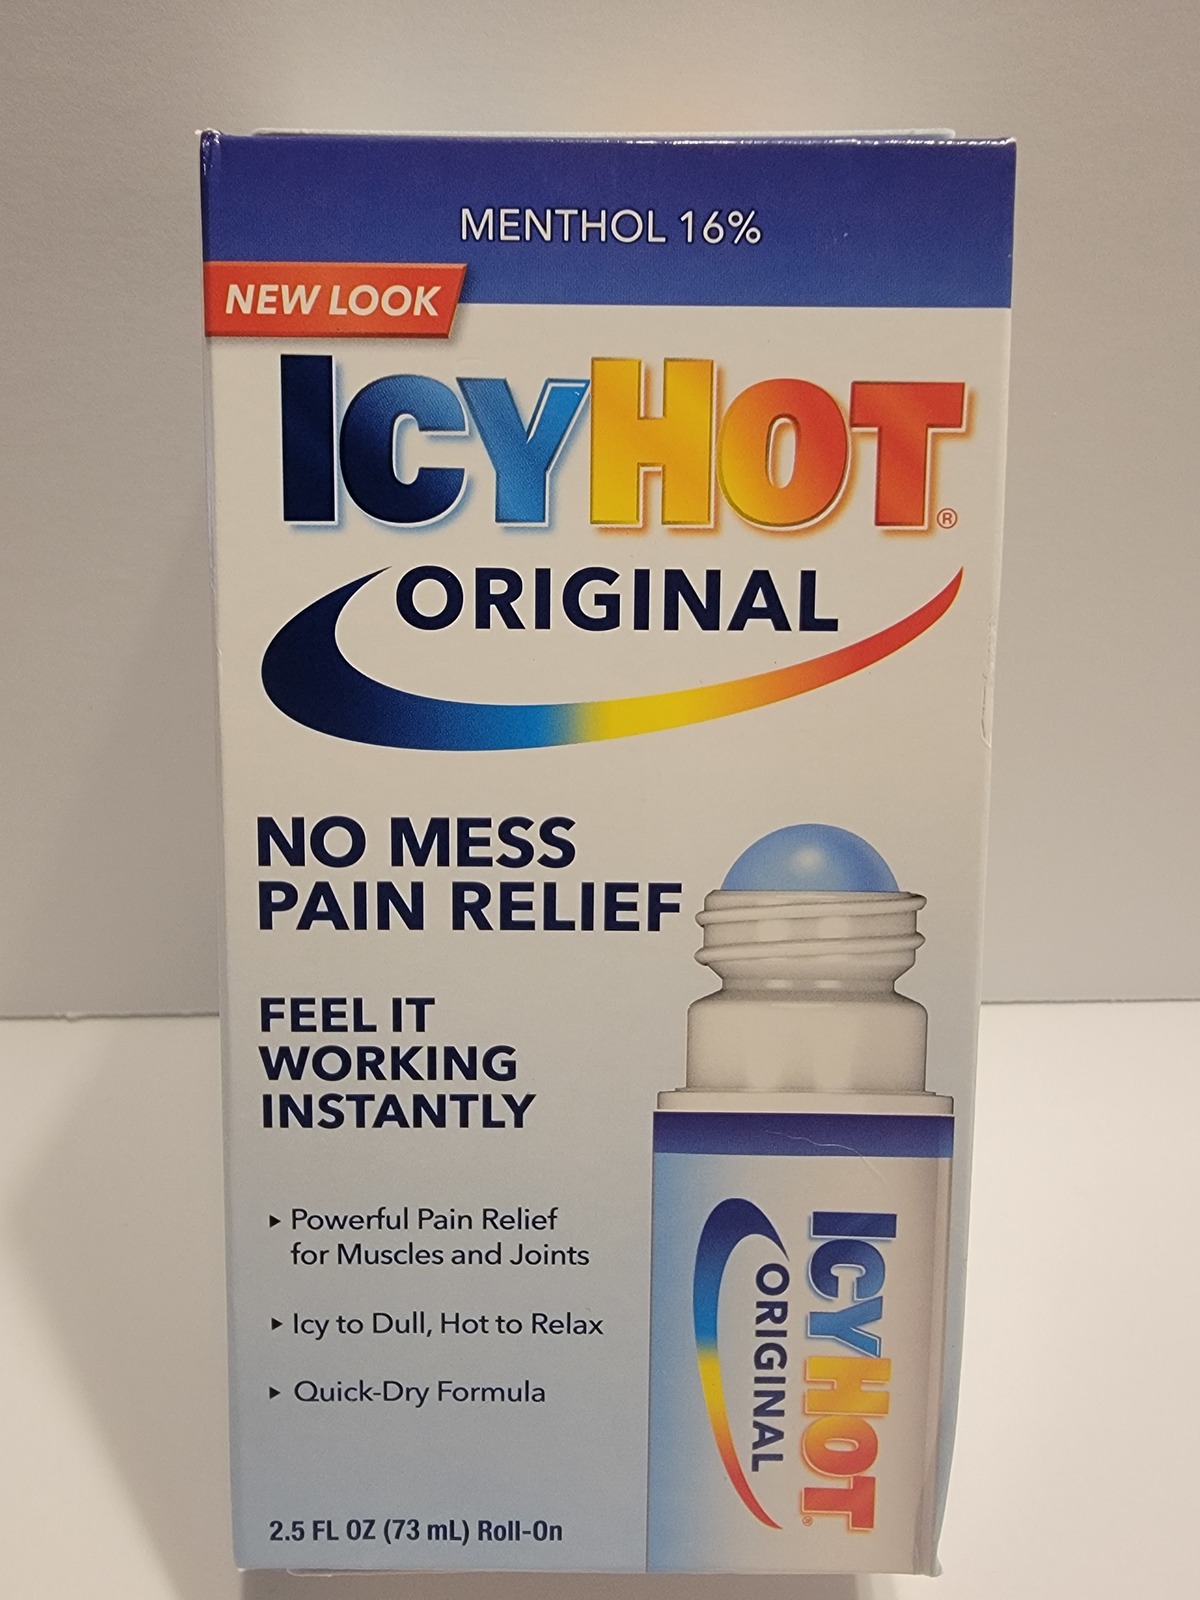 MENTHOL 16%
NEW LOOK
ICYHOT®
ORIGINAL
NO MESS
PAIN RELIEF
FEEL IT
WORKING
INSTANTLY
▸ Powerful Pain Relief
for Muscles and Joints
▸ Icy to Dull, Hot to Relax
▸ Quick-Dry Formula
2.5 FL OZ (73 mL) Roll-On
ICYHOT®
ORIGINAL